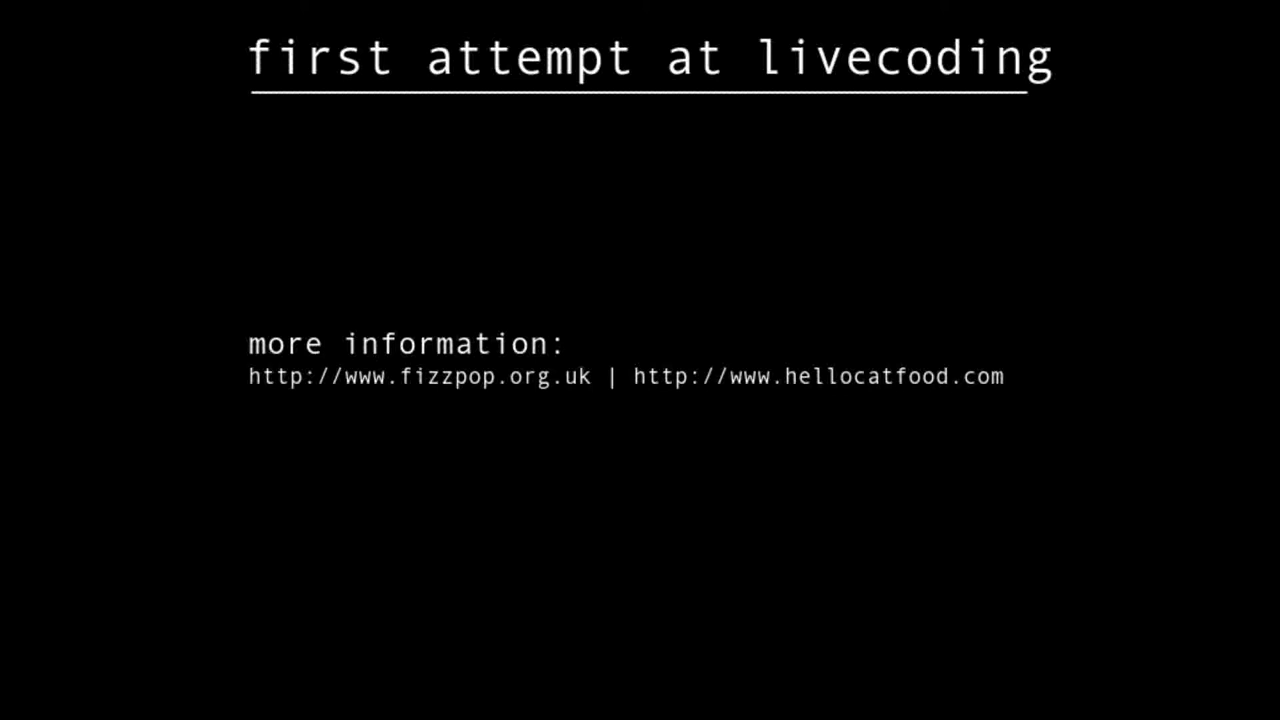 first attempt at livecoding
more information:
http://www.fizzpop.org.uk | http://www.hellocatfood.com